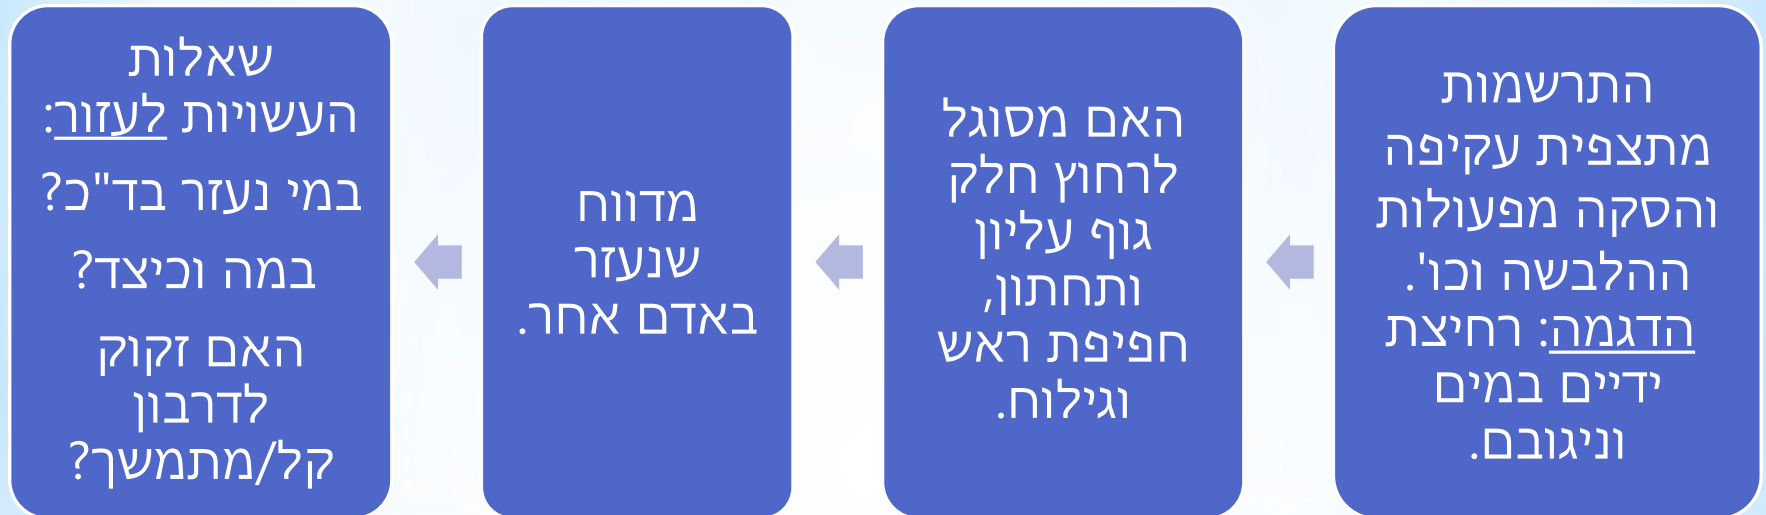 התרשמות
מתצפית עקיפה
והסקה מפעולות
ההלבשה וכו'.
הדגמה: רחיצת
ידיים במים
וניגובם.
האם מסוגל
לרחוץ חלק
גוף עליון
ותחתון,
חפיפת ראש
וגילוח.
מדווח
שנעזר
באדם אחר.
שאלות
העשויות לעזור:
במי נעזר בד"כ?
במה וכיצד?
האם זקוק
לדרבון
קל/מתמשך?